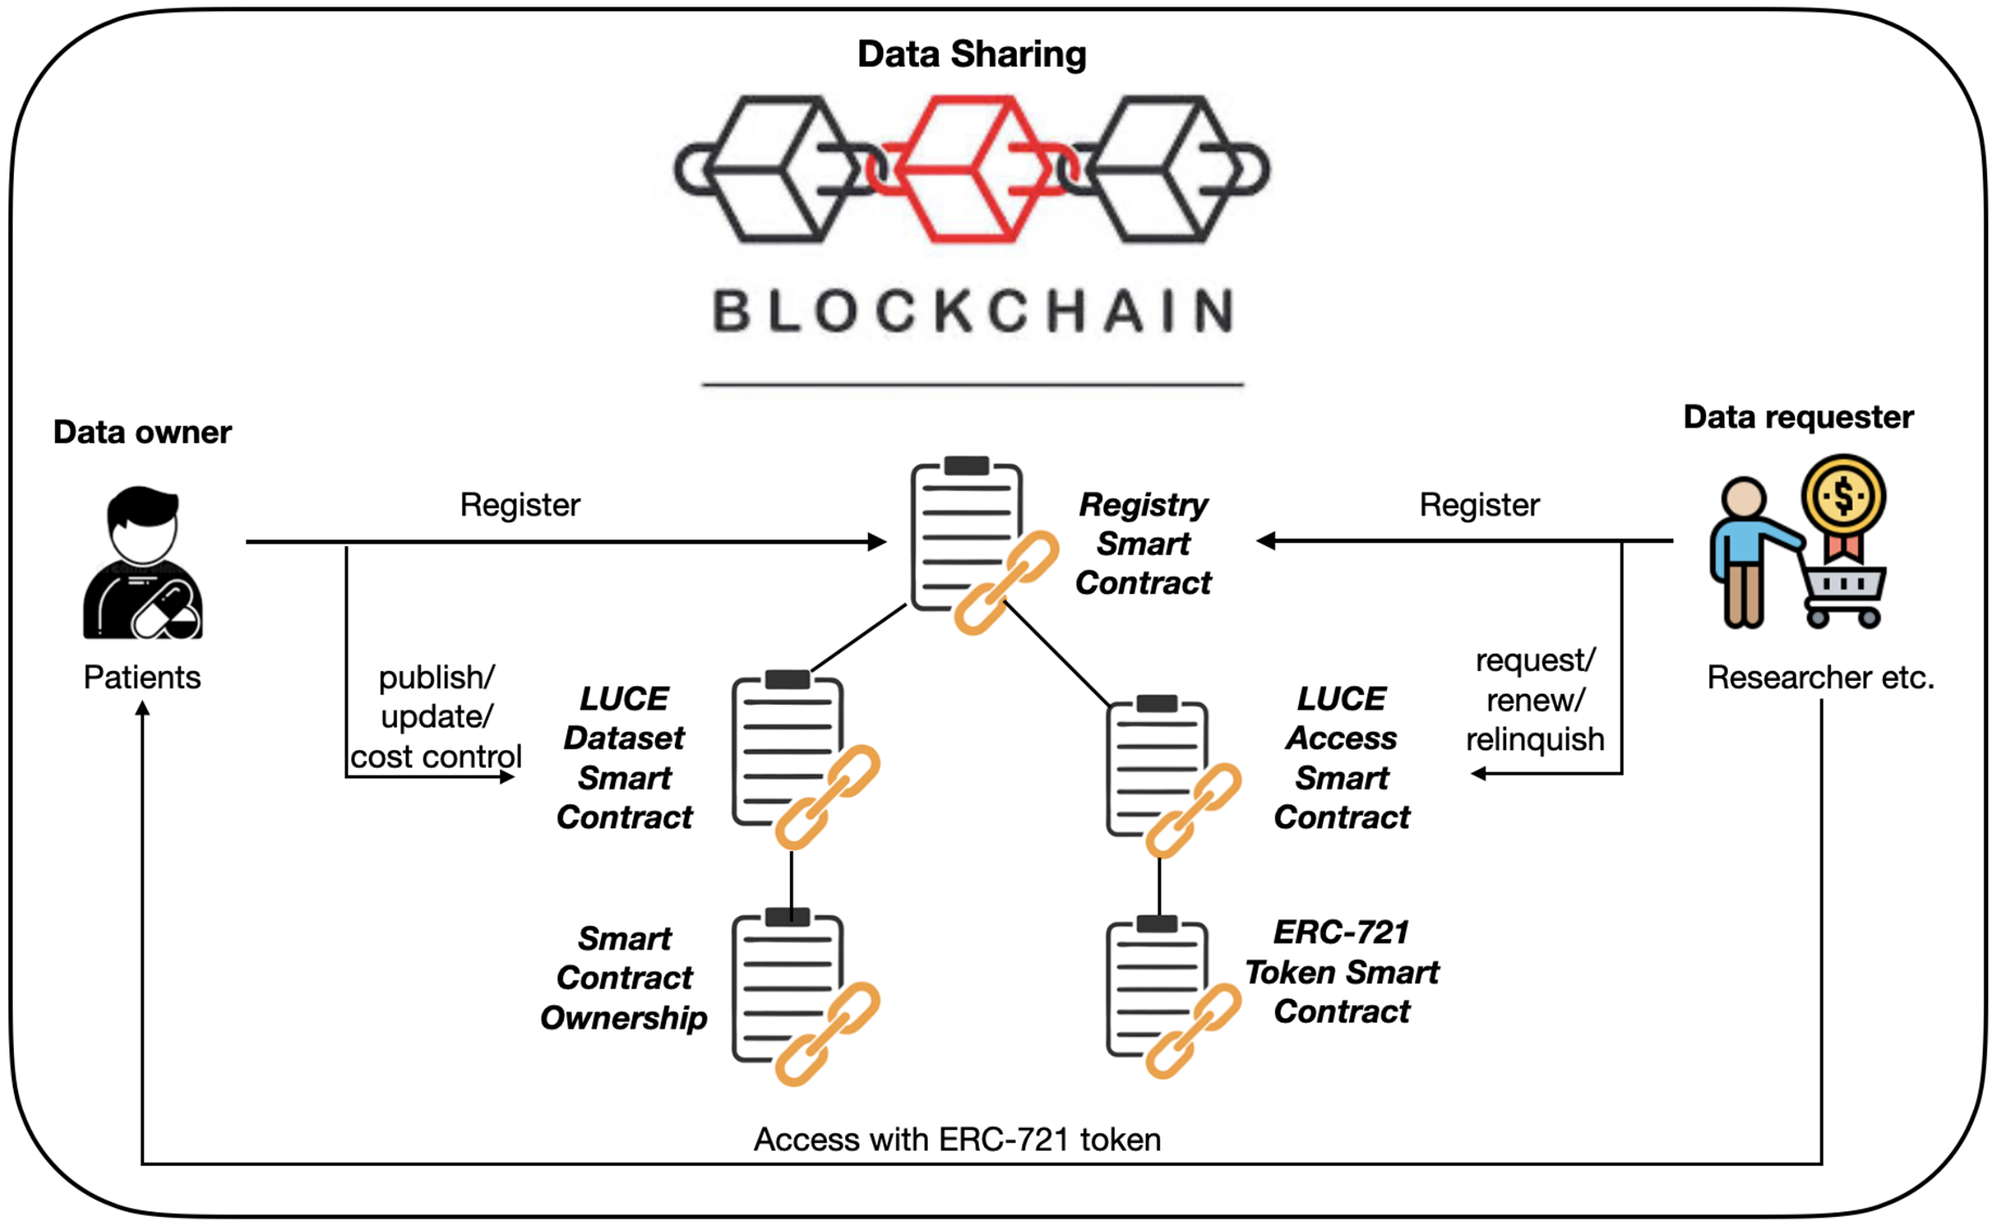 Data Sharing
BLOCKCHAIN
Data owner
Data requester
Register
Registry
Smart
Contract
Register
Patients
Researcher etc.
publish/
update/
cost control
LUCE
Dataset
Smart
Contract
LUCE
Access
Smart
Contract
request/
renew/
relinquish
Smart
Contract
Ownership
ERC-721
Token Smart
Contract
Access with ERC-721 token